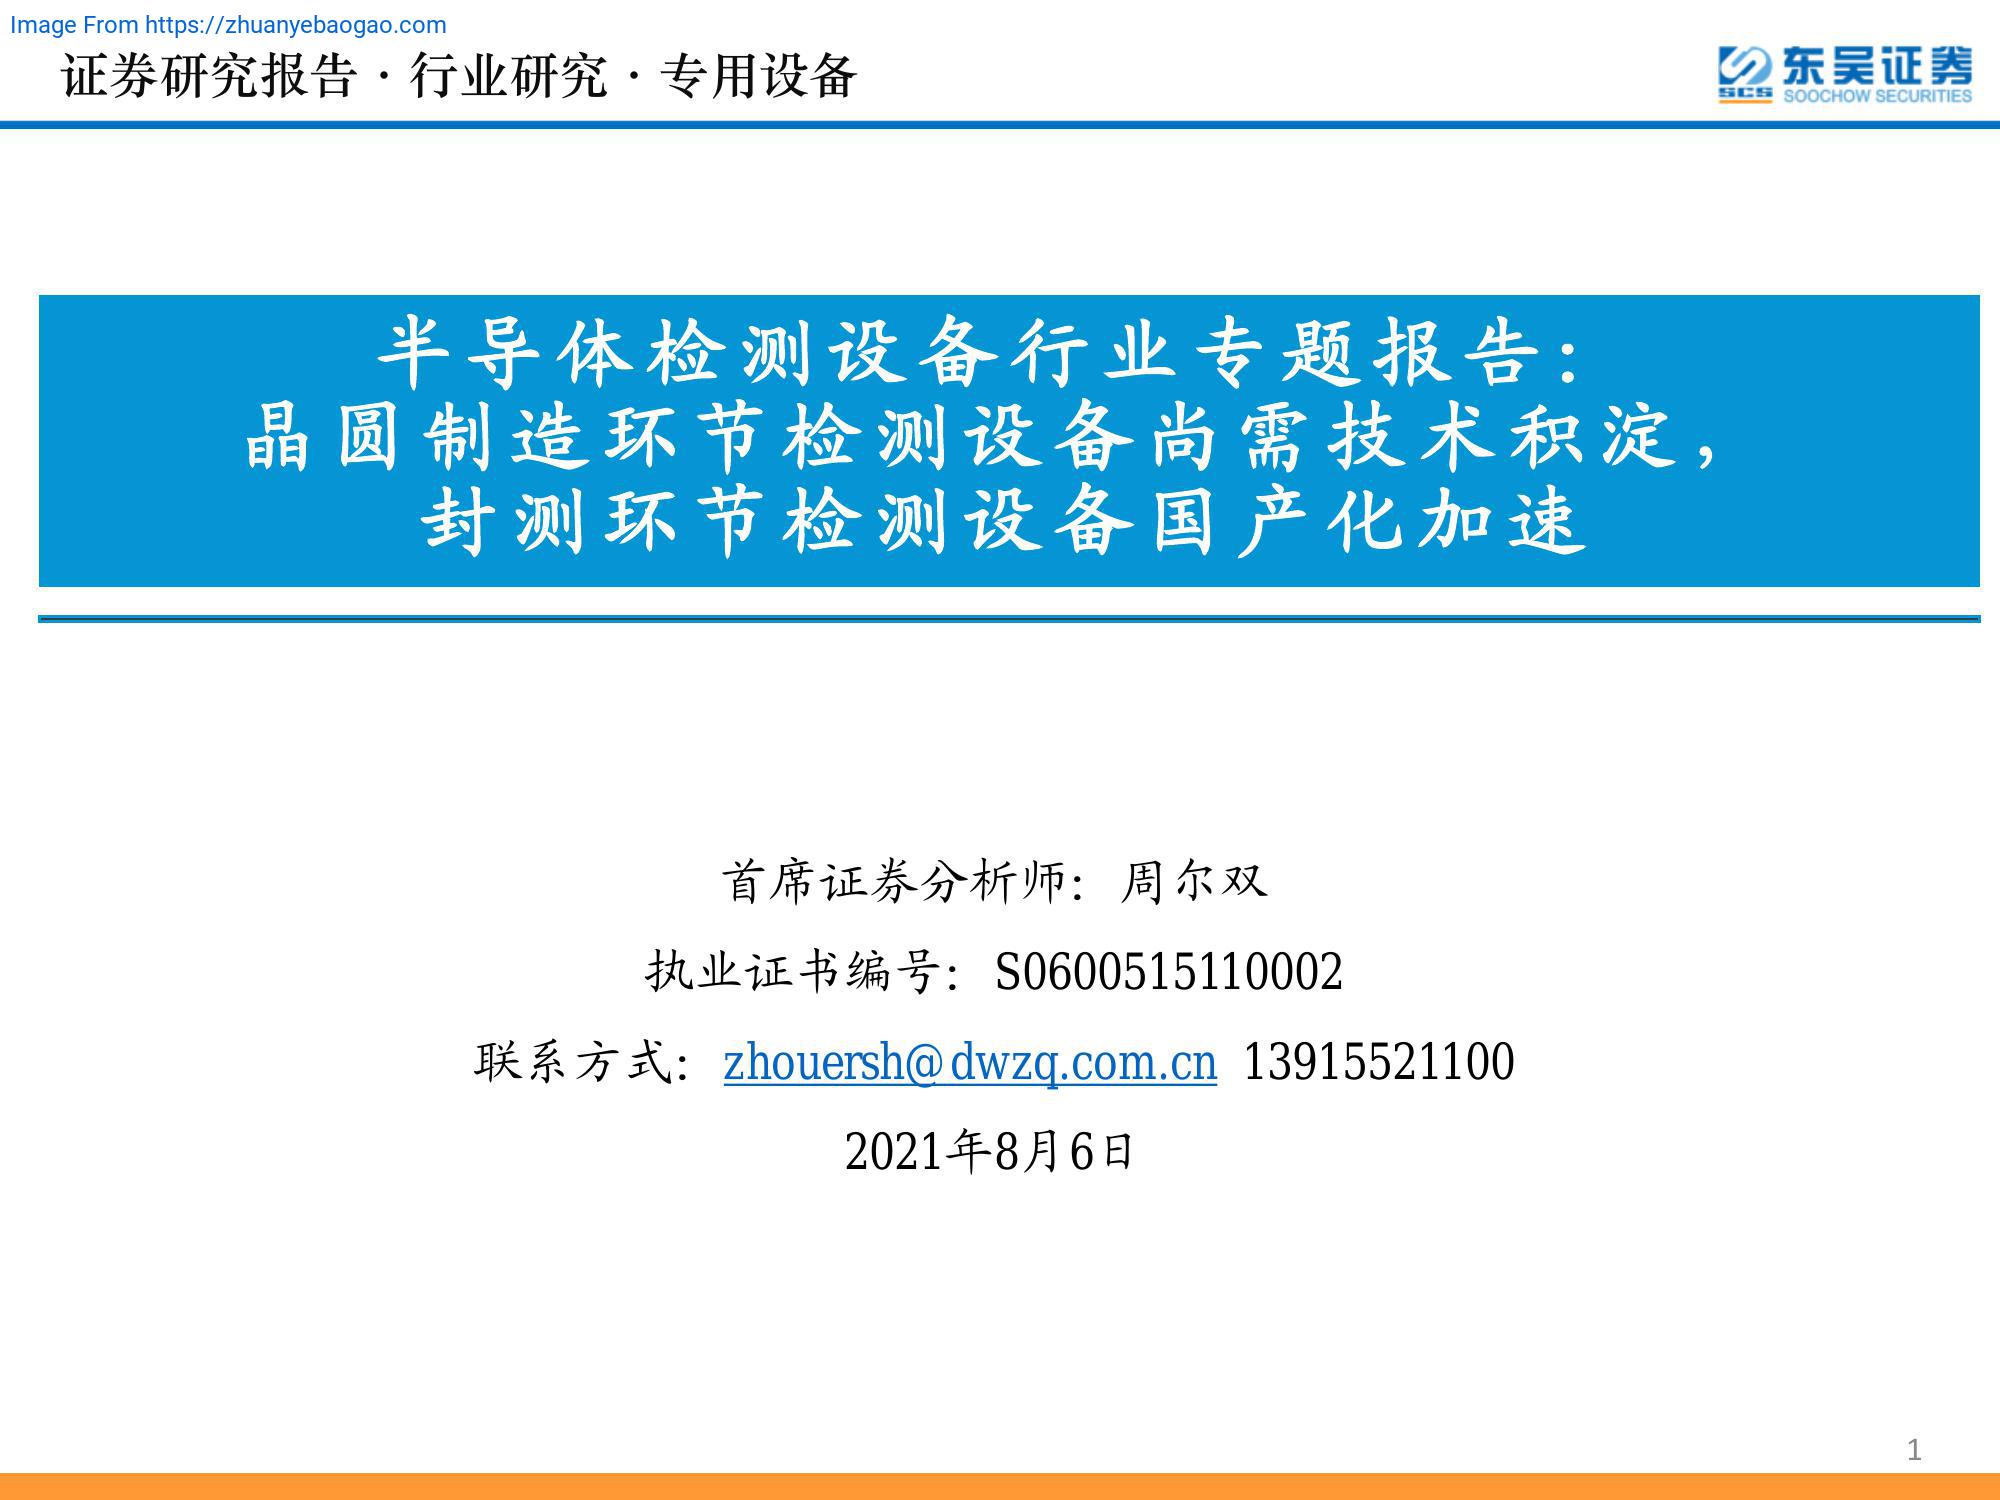 Image From https://zhuanyebaogao.com
证券研究报告 · 行业研究 · 专用设备
SCS 东吴证券
SOOCHOW SECURITIES
半导体检测设备行业专题报告：
晶圆制造环节检测设备尚需技术积淀，
封测环节检测设备国产化加速
首席证券分析师：周尔双
执业证书编号：S0600515110002
联系方式：zhouersh@dwzq.com.cn 13915521100
2021年8月6日
1